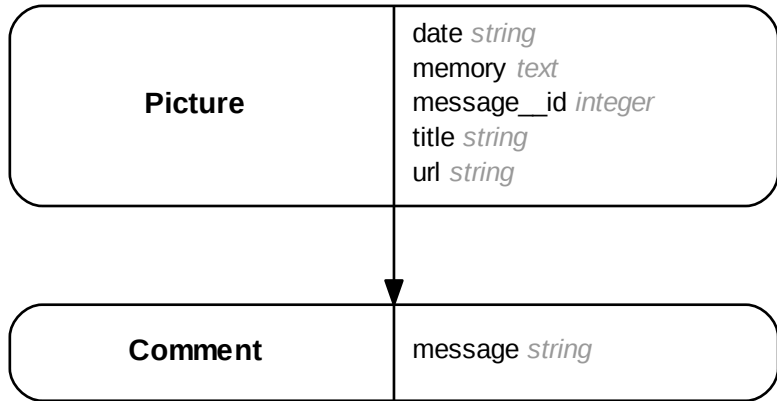 Picture
date string
memory text
message__id integer
title string
url string
Comment
message string